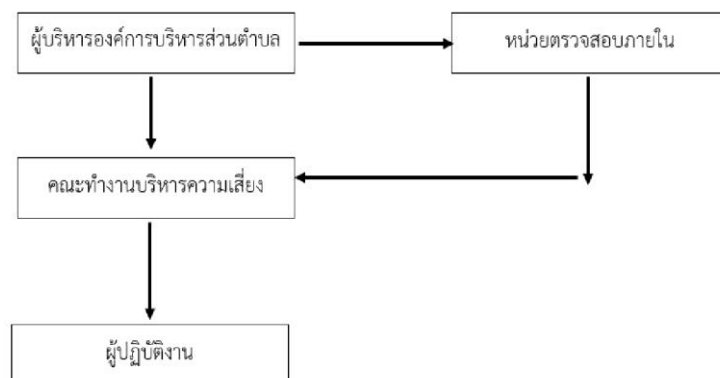 ผู้บริหารองค์การบริหารส่วนตำบล
หน่วยตรวจสอบภายใน
คณะทำงานบริหารความเสี่ยง
ผู้ปฏิบัติงาน